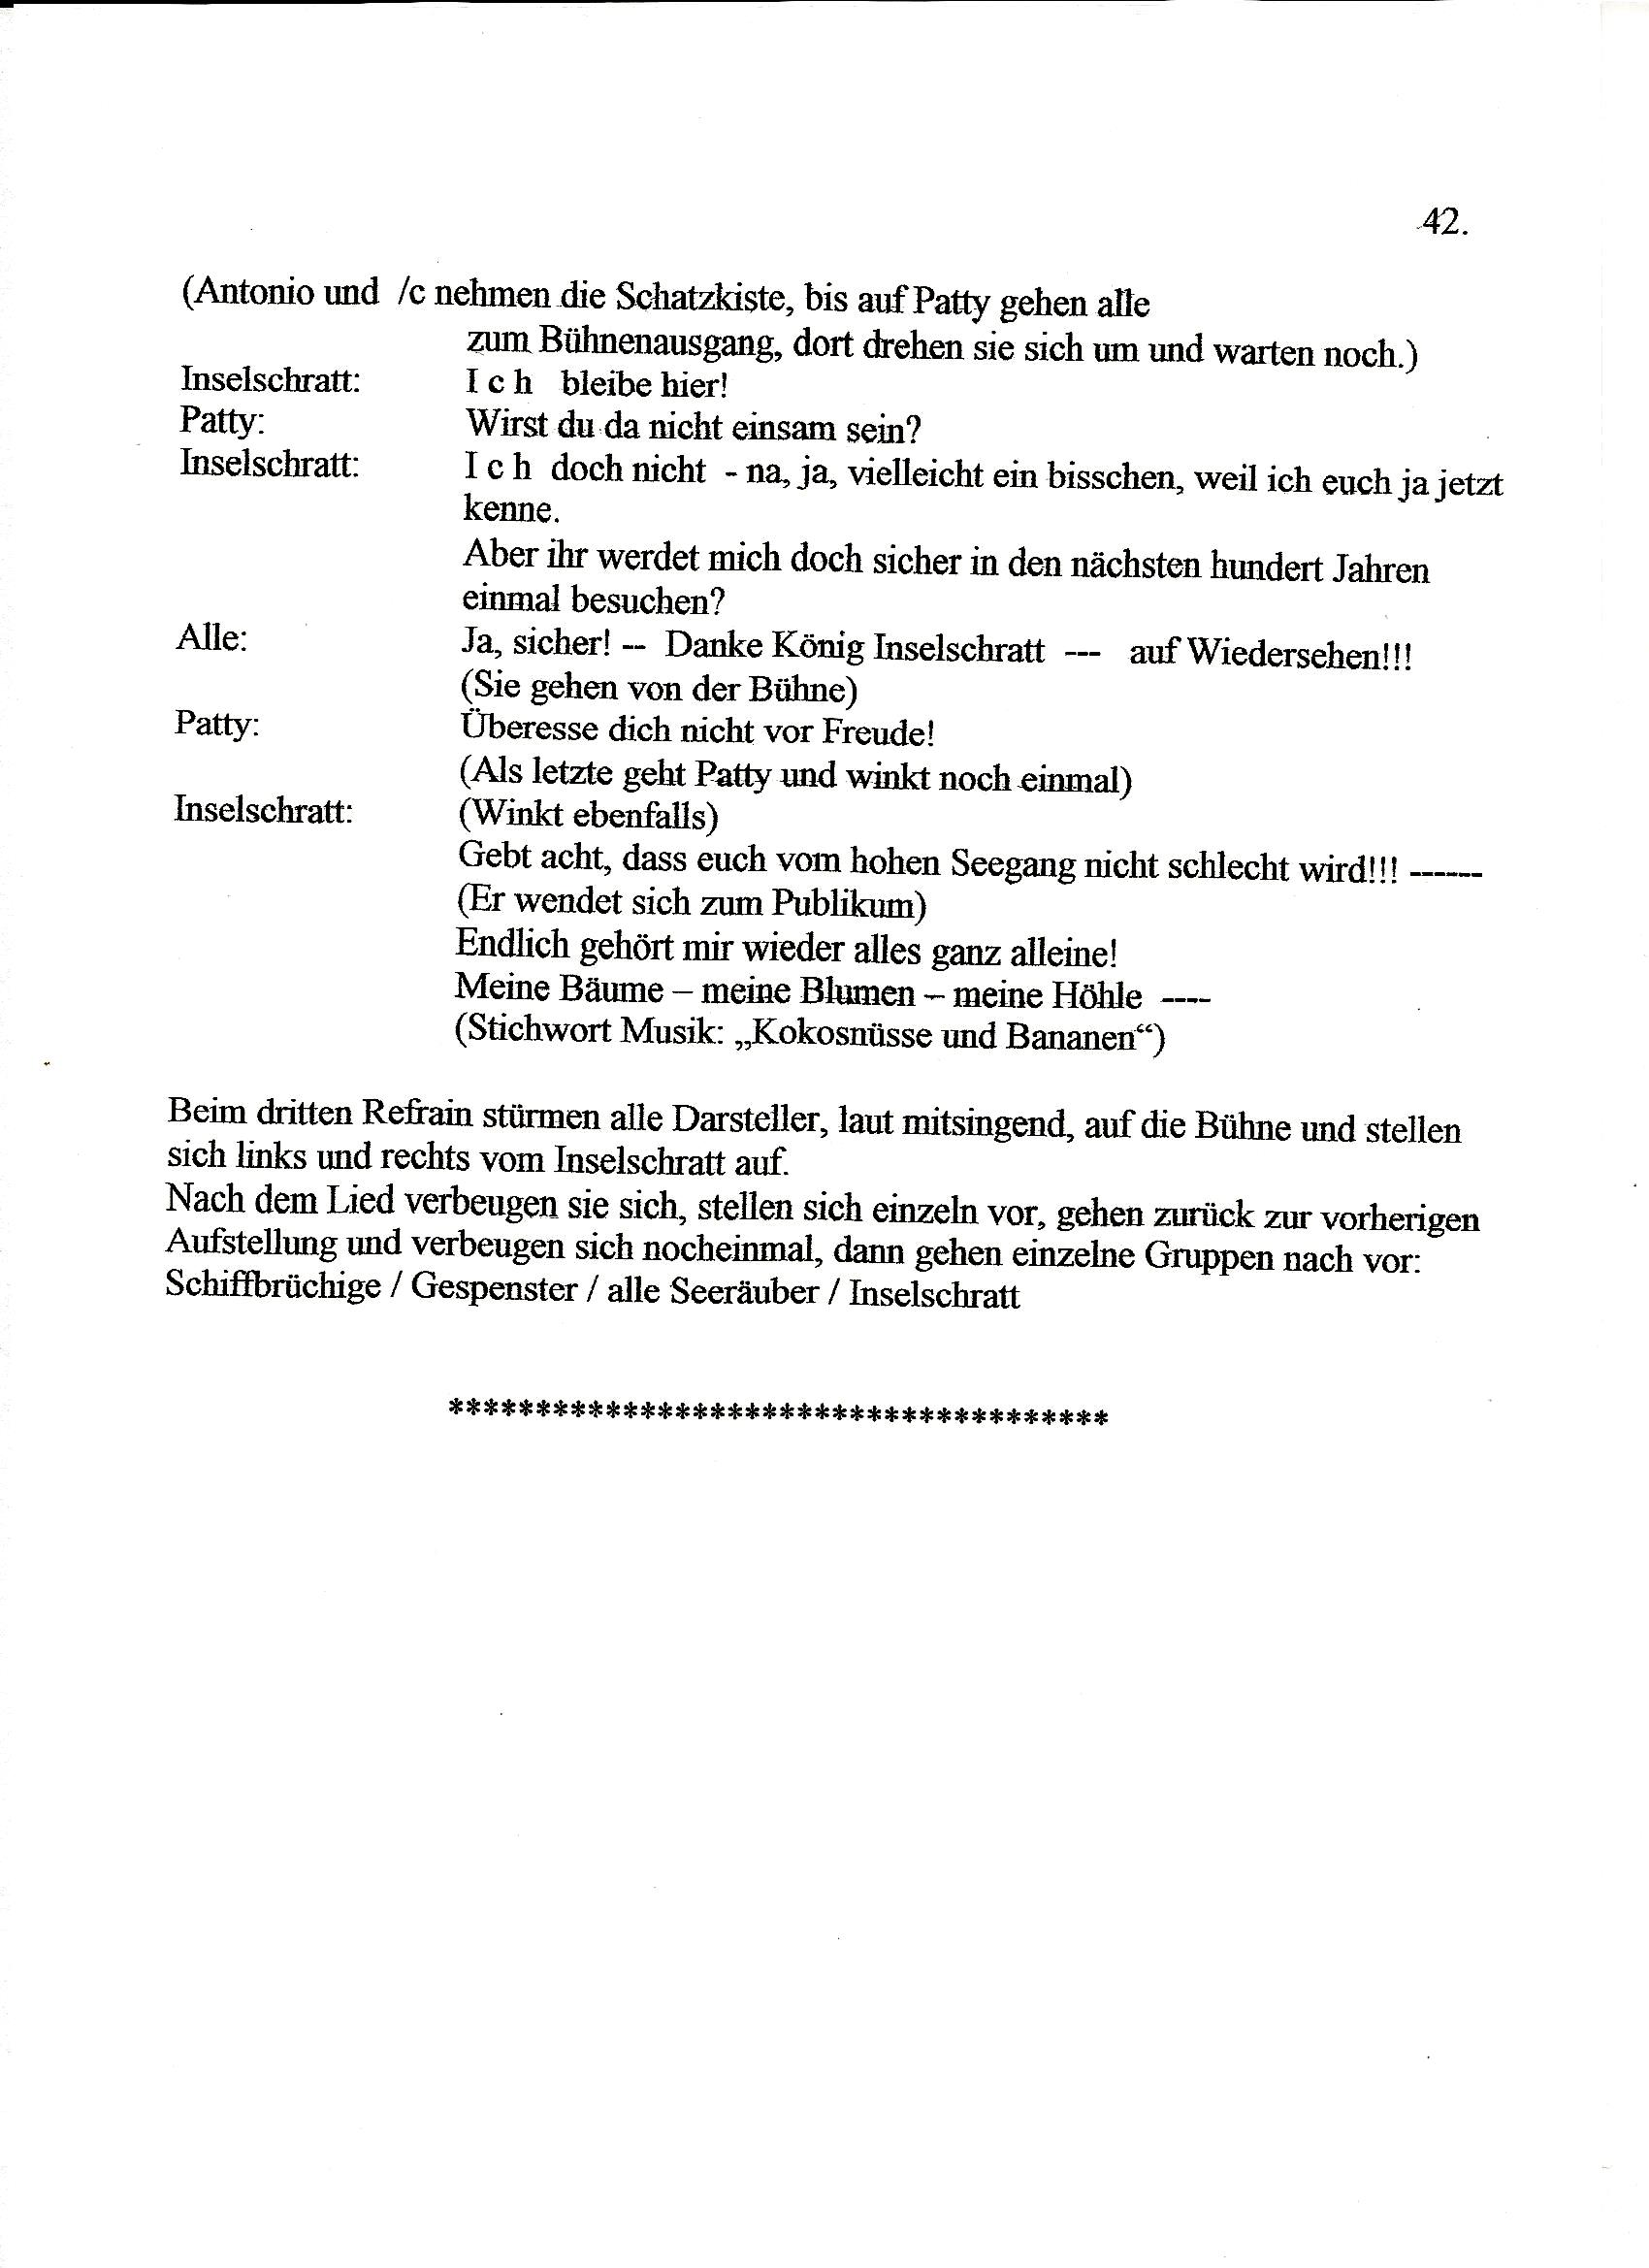 42.
(Antonio und /c nehmen die Schatzkiste, bis auf Patty gehen alle
zum Bühnenausgang, dort drehen sie sich um und warten noch.)
Inselschratt: I c h bleibe hier!
Patty: Wirst du da nicht einsam sein?
Inselschratt: I c h doch nicht - na, ja, vielleicht ein bisschen, weil ich euch ja jetzt
kenne.
Aber ihr werdet mich doch sicher in den nächsten hundert Jahren
einmal besuchen?
Alle: Ja, sicher! -- Danke König Inselschratt --- auf Wiedersehen!!!
(Sie gehen von der Bühne)
Patty: Überesse dich nicht vor Freude!
(Als letzte geht Patty und winkt noch einmal)
Inselschratt: (Winkt ebenfalls)
Gebt acht, dass euch vom hohen Seegang nicht schlecht wird!!! ------
(Er wendet sich zum Publikum)
Endlich gehört mir wieder alles ganz alleine!
Meine Bäume – meine Blumen – meine Höhle ----
(Stichwort Musik: „Kokosnüsse und Bananen“)
Beim dritten Refrain stürmen alle Darsteller, laut mitsingend, auf die Bühne und stellen
sich links und rechts vom Inselschratt auf.
Nach dem Lied verbeugen sie sich, stellen sich einzeln vor, gehen zurück zur vorherigen
Aufstellung und verbeugen sich nocheinmal, dann gehen einzelne Gruppen nach vor:
Schiffbrüchige / Gespenster / alle Seeräuber / Inselschratt
**************************************